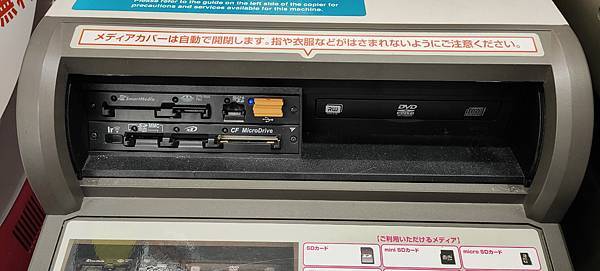 Please refer to the guide on the left side of the copier for
precautions and services available for this machine.
メディアカバーは自動で開閉します。指や衣服などがはさまれないようにご注意ください。
SmartMedia
RW
DVD
Ir
MMC
CF MicroDrive
【ご利用いただけるメディア】
SDカード
mini SDカード
micro SDカード